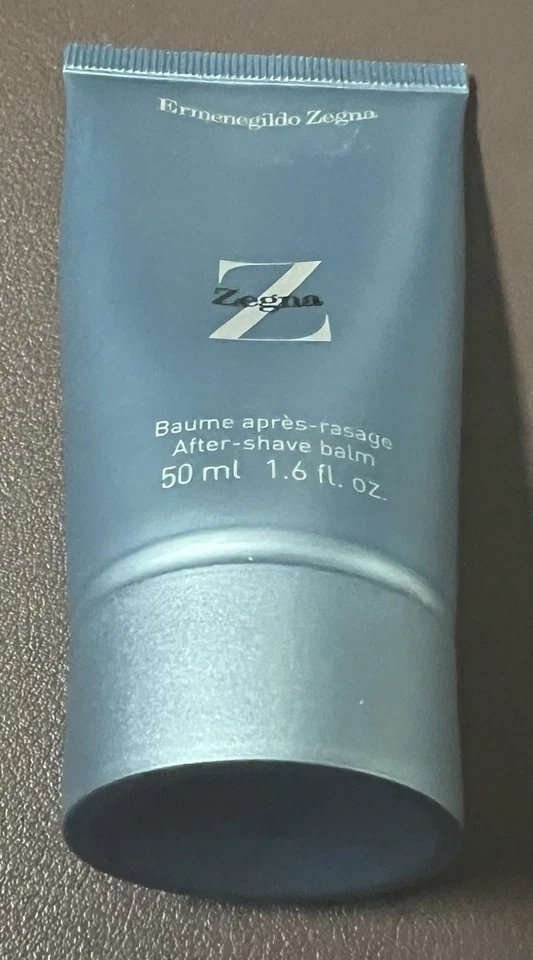 Ermenegildo Zegna
Z
Zegna
Baume après-rasage
After-shave balm
50 ml 1.6 fl. oz.